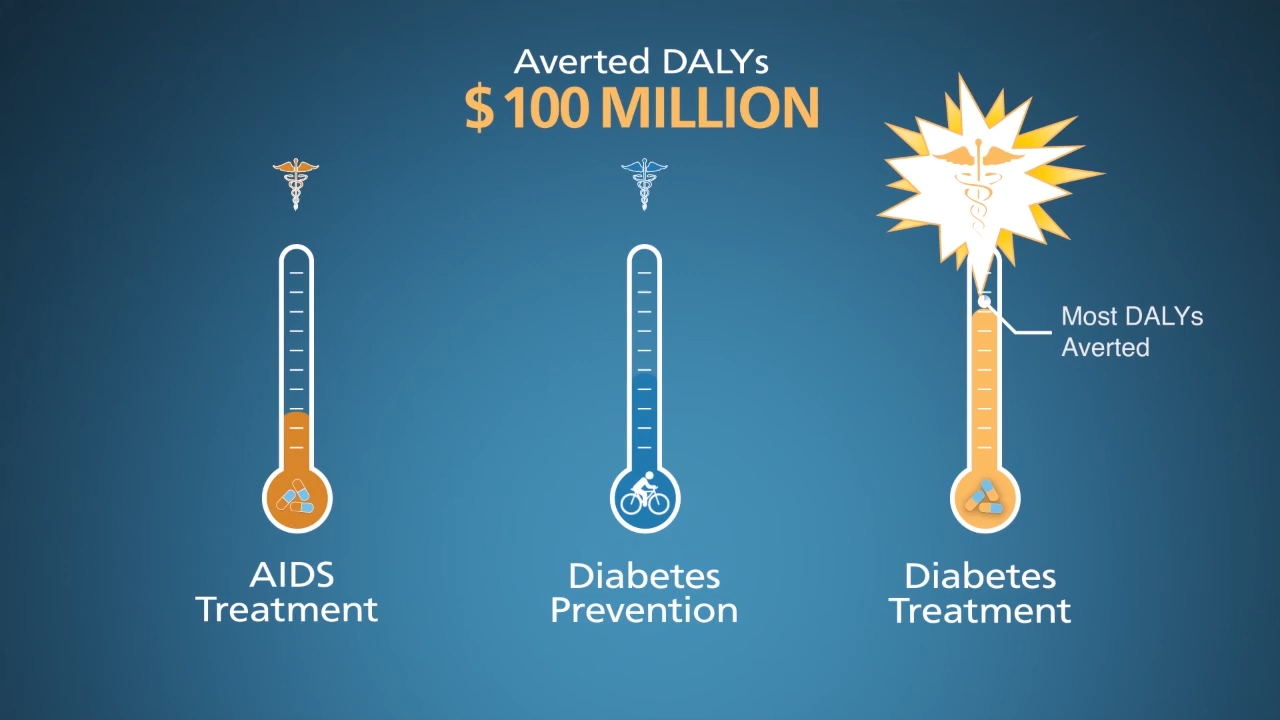 Averted DALYs
$ 100 MILLION
Most DALYs
Averted
AIDS
Treatment
Diabetes
Prevention
Diabetes
Treatment